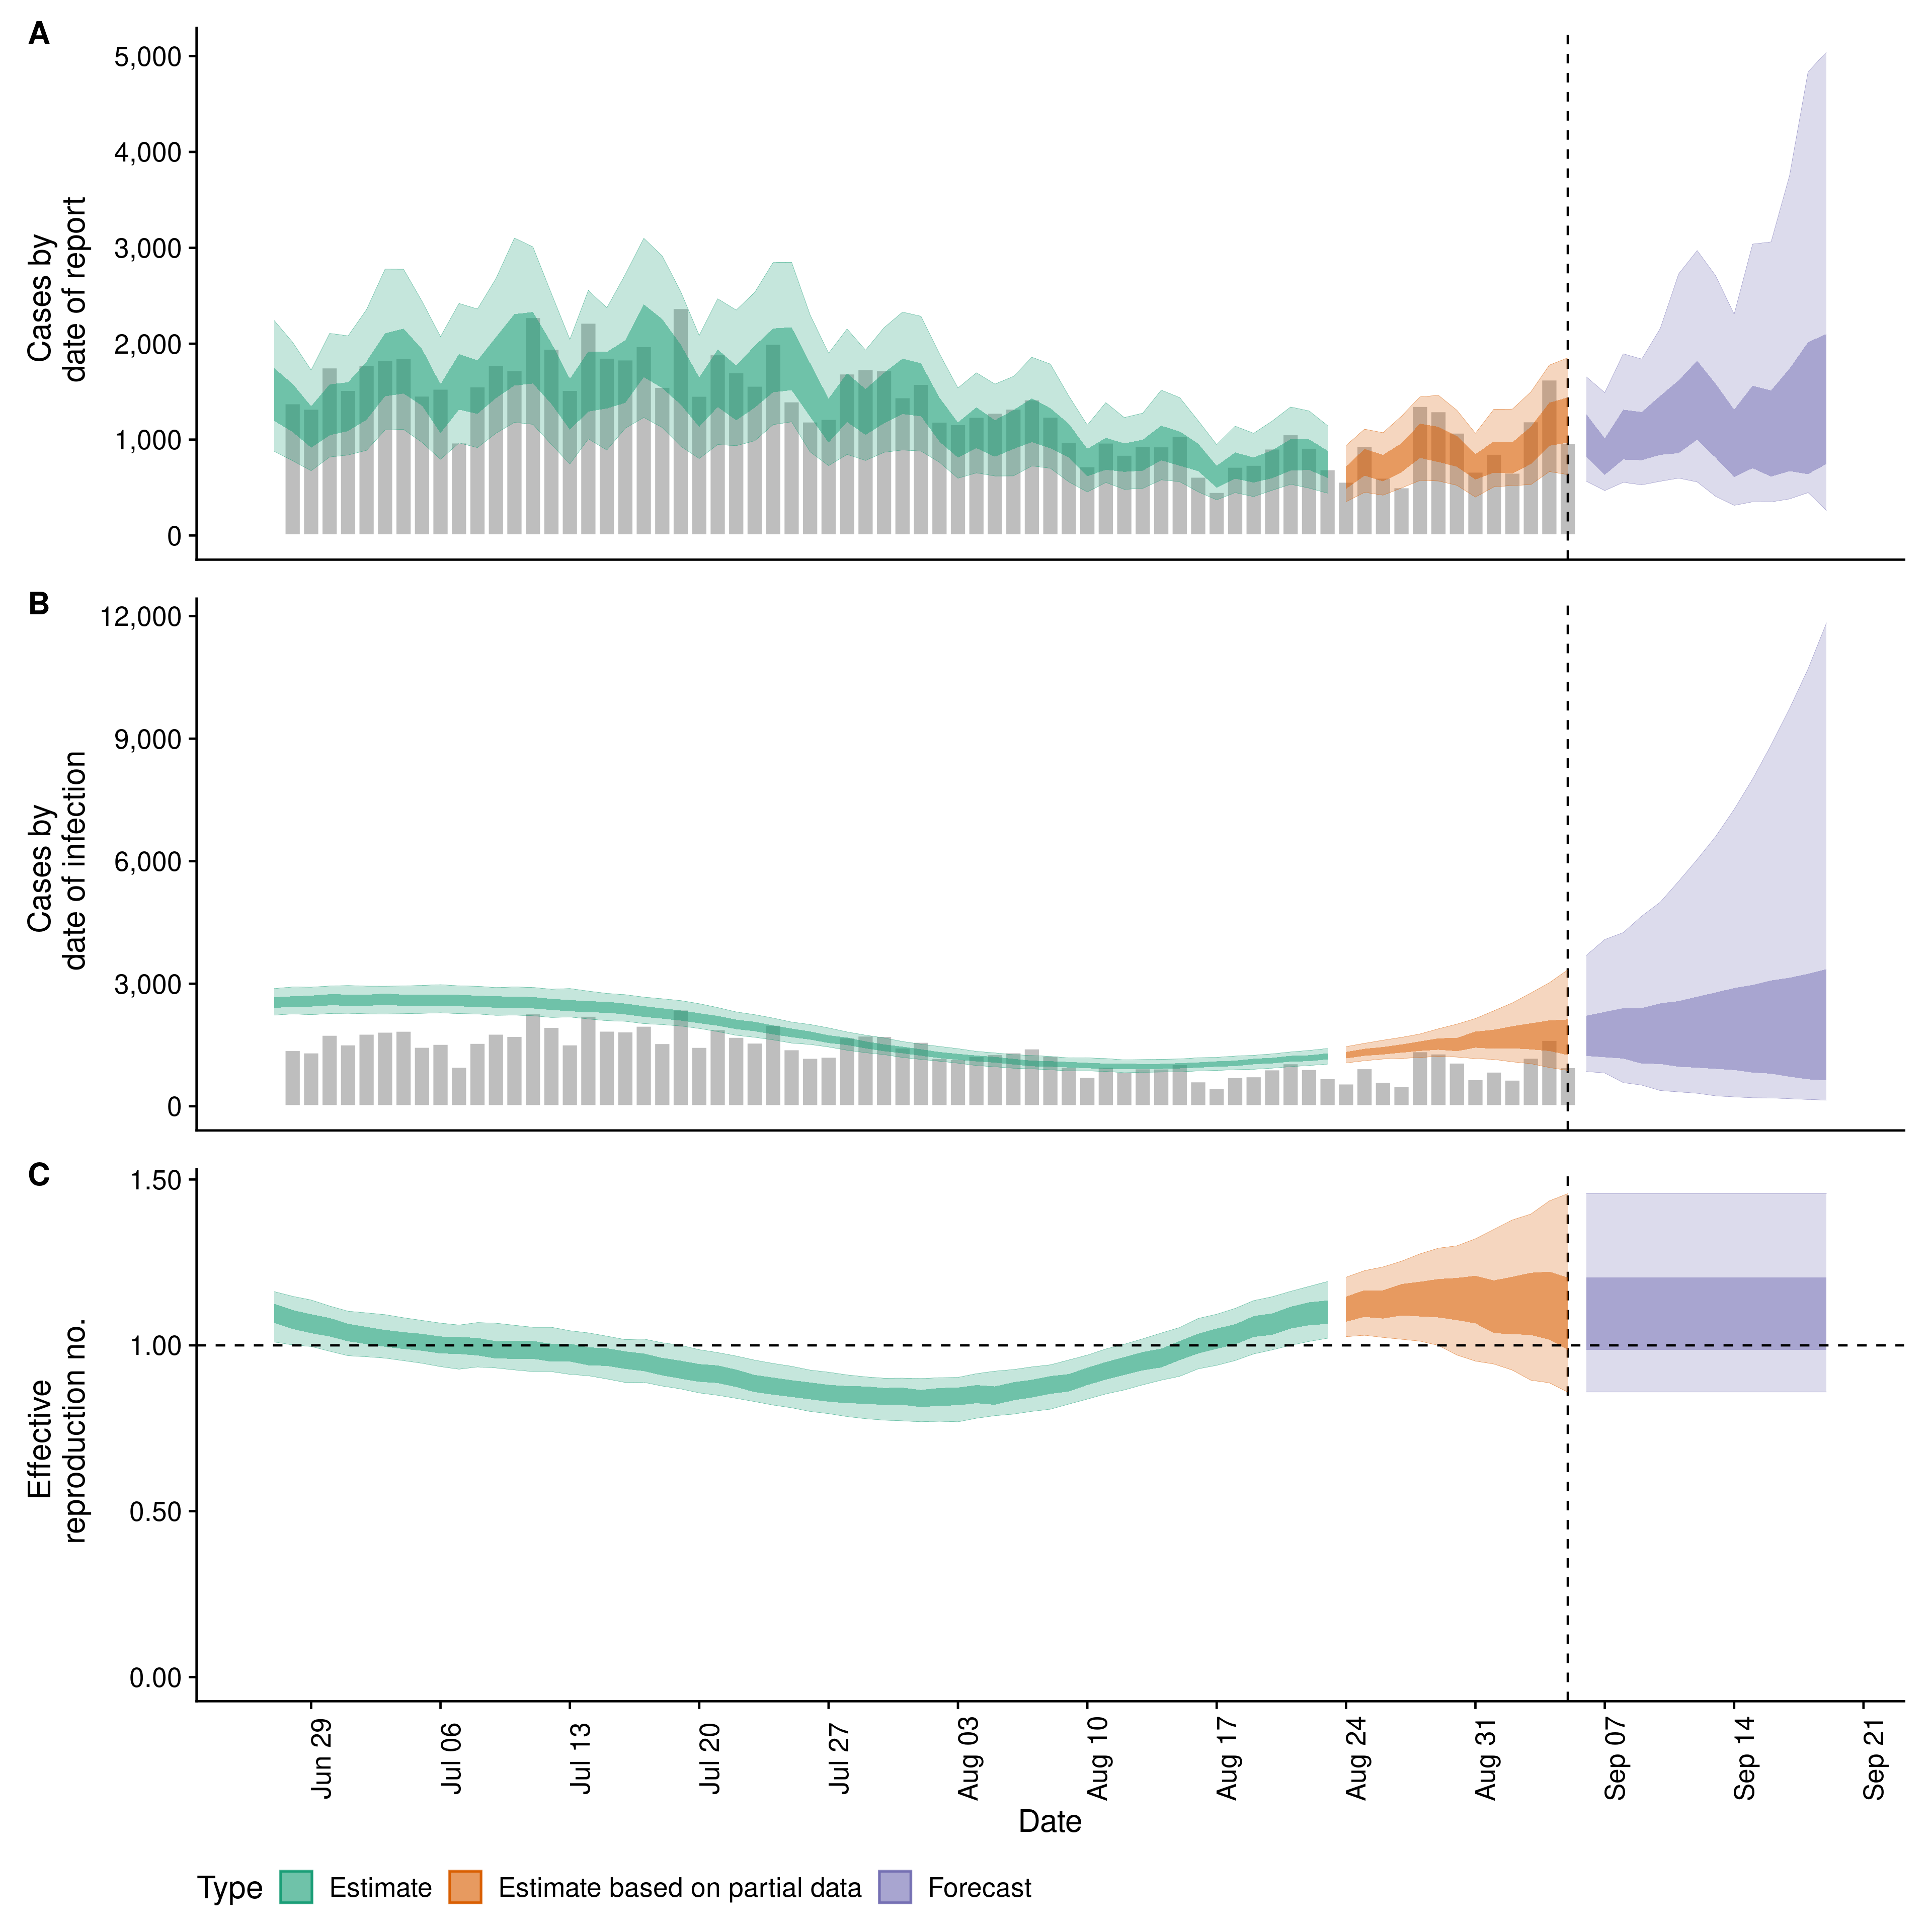 A
Cases by
date of report
5,000
4,000
3,000
2,000
1,000
0
B
Cases by
date of infection
12,000
9,000
6,000
3,000
0
C
Effective
reproduction no.
1.50
1.00
0.50
0.00
Jun 29
Jul 06
Jul 13
Jul 20
Jul 27
Aug 03
Aug 10
Aug 17
Aug 24
Aug 31
Sep 07
Sep 14
Sep 21
Date
Type Estimate Estimate based on partial data Forecast